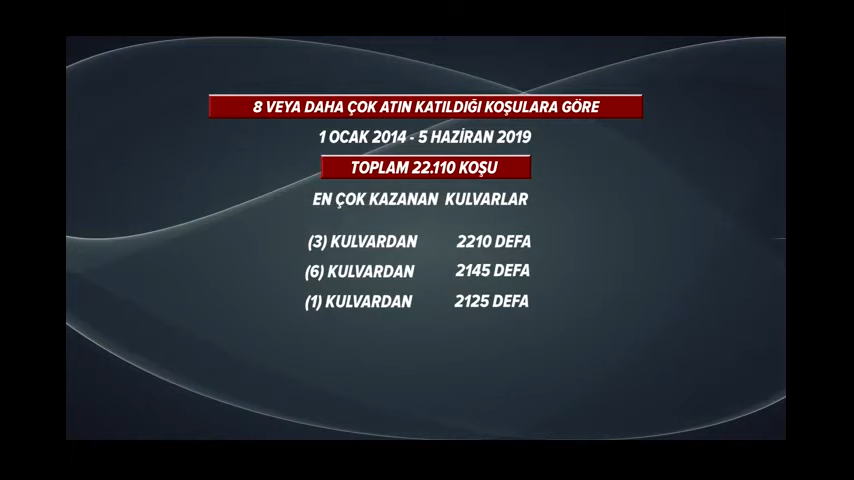 8 VEYA DAHA ÇOK ATIN KATILDIĞI KOŞULARA GÖRE
1 OCAK 2014 - 5 HAZİRAN 2019
TOPLAM 22.110 KOŞU
EN ÇOK KAZANAN KULVARLAR
(3) KULVARDAN 2210 DEFA
(6) KULVARDAN 2145 DEFA
(1) KULVARDAN 2125 DEFA